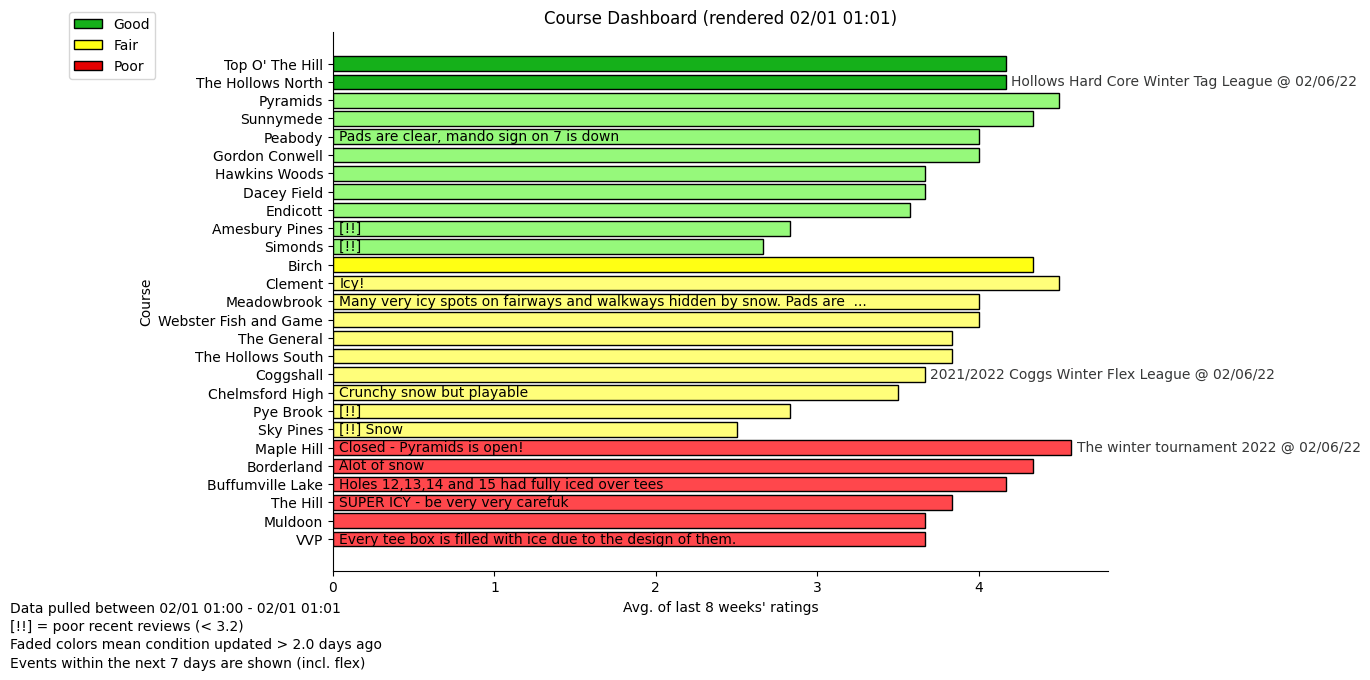 Course Dashboard (rendered 02/01 01:01)
Good
Fair
Poor
Top O' The Hill
The Hollows North Hollows Hard Core Winter Tag League @ 02/06/22
Pyramids
Sunnymede
Peabody Pads are clear, mando sign on 7 is down
Gordon Conwell
Hawkins Woods
Dacey Field
Endicott
Amesbury Pines [!!]
Simonds [!!]
Birch
Clement Icy!
Meadowbrook Many very icy spots on fairways and walkways hidden by snow. Pads are ...
Webster Fish and Game
The General
The Hollows South
Coggshall 2021/2022 Coggs Winter Flex League @ 02/06/22
Chelmsford High Crunchy snow but playable
Pye Brook [!!]
Sky Pines [!!] Snow
Maple Hill Closed - Pyramids is open! The winter tournament 2022 @ 02/06/22
Borderland Alot of snow
Buffumville Lake Holes 12,13,14 and 15 had fully iced over tees
The Hill SUPER ICY - be very very carefuk
Muldoon
VVP Every tee box is filled with ice due to the design of them.
Course
0 1 2 3 4
Avg. of last 8 weeks' ratings
Data pulled between 02/01 01:00 - 02/01 01:01
[!!] = poor recent reviews (< 3.2)
Faded colors mean condition updated > 2.0 days ago
Events within the next 7 days are shown (incl. flex)